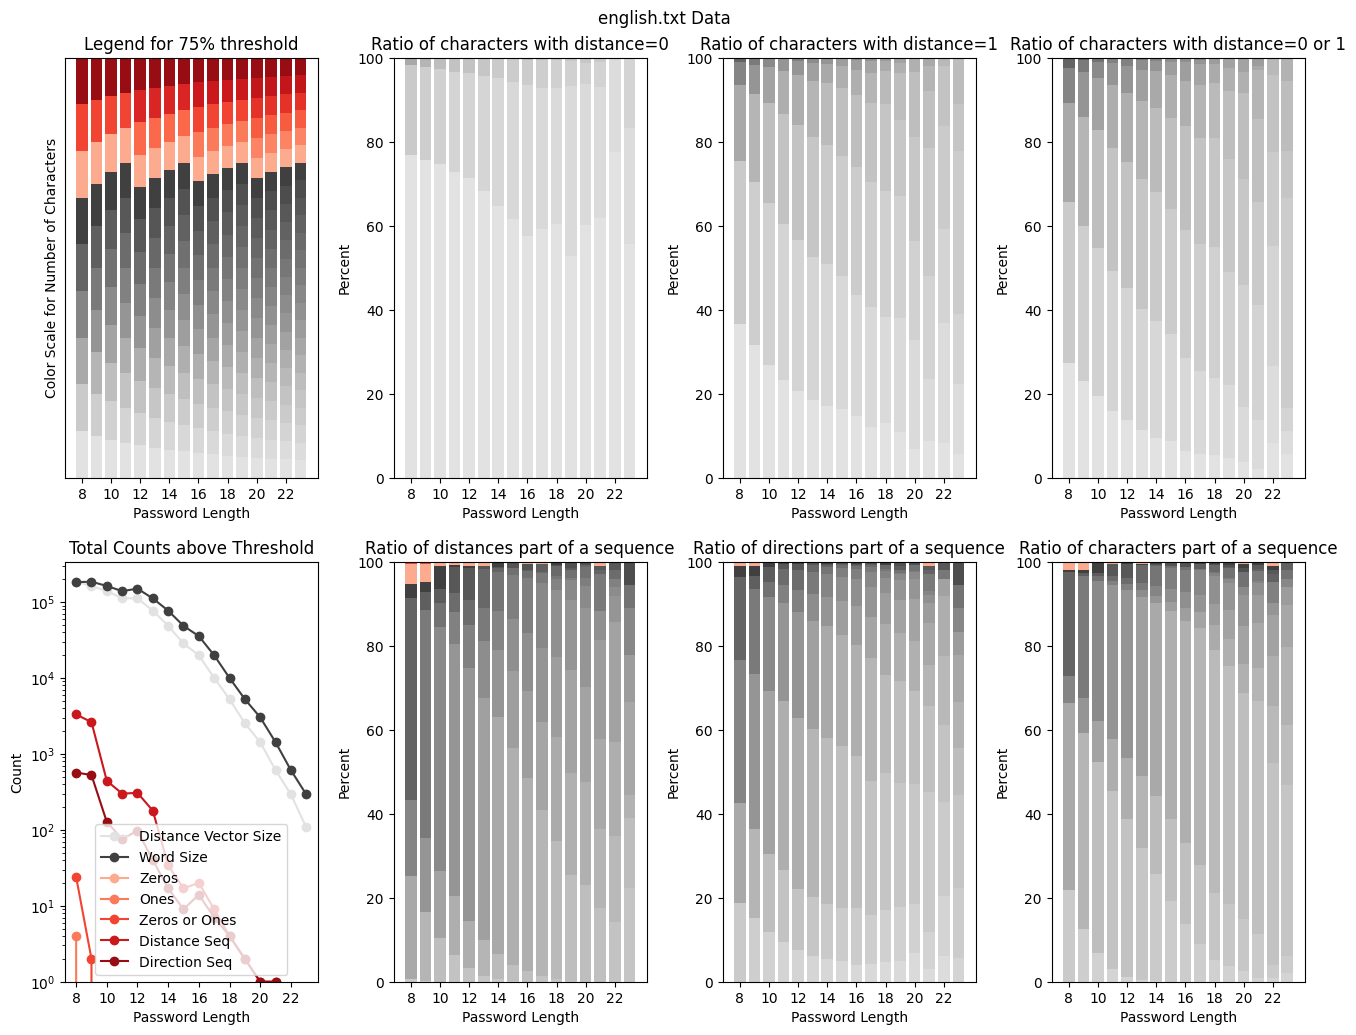 english.txt Data
Legend for 75% threshold
Color Scale for Number of Characters
8 10 12 14 16 18 20 22
Password Length
Ratio of characters with distance=0
Percent
100
80
60
40
20
0
8 10 12 14 16 18 20 22
Password Length
Ratio of characters with distance=1
Percent
100
80
60
40
20
0
8 10 12 14 16 18 20 22
Password Length
Ratio of characters with distance=0 or 1
Percent
100
80
60
40
20
0
8 10 12 14 16 18 20 22
Password Length
Total Counts above Threshold
Count
10⁵
10⁴
10³
10²
10¹
10⁰
Distance Vector Size
Word Size
Zeros
Ones
Zeros or Ones
Distance Seq
Direction Seq
8 10 12 14 16 18 20 22
Password Length
Ratio of distances part of a sequence
Percent
100
80
60
40
20
0
8 10 12 14 16 18 20 22
Password Length
Ratio of directions part of a sequence
Percent
100
80
60
40
20
0
8 10 12 14 16 18 20 22
Password Length
Ratio of characters part of a sequence
Percent
100
80
60
40
20
0
8 10 12 14 16 18 20 22
Password Length